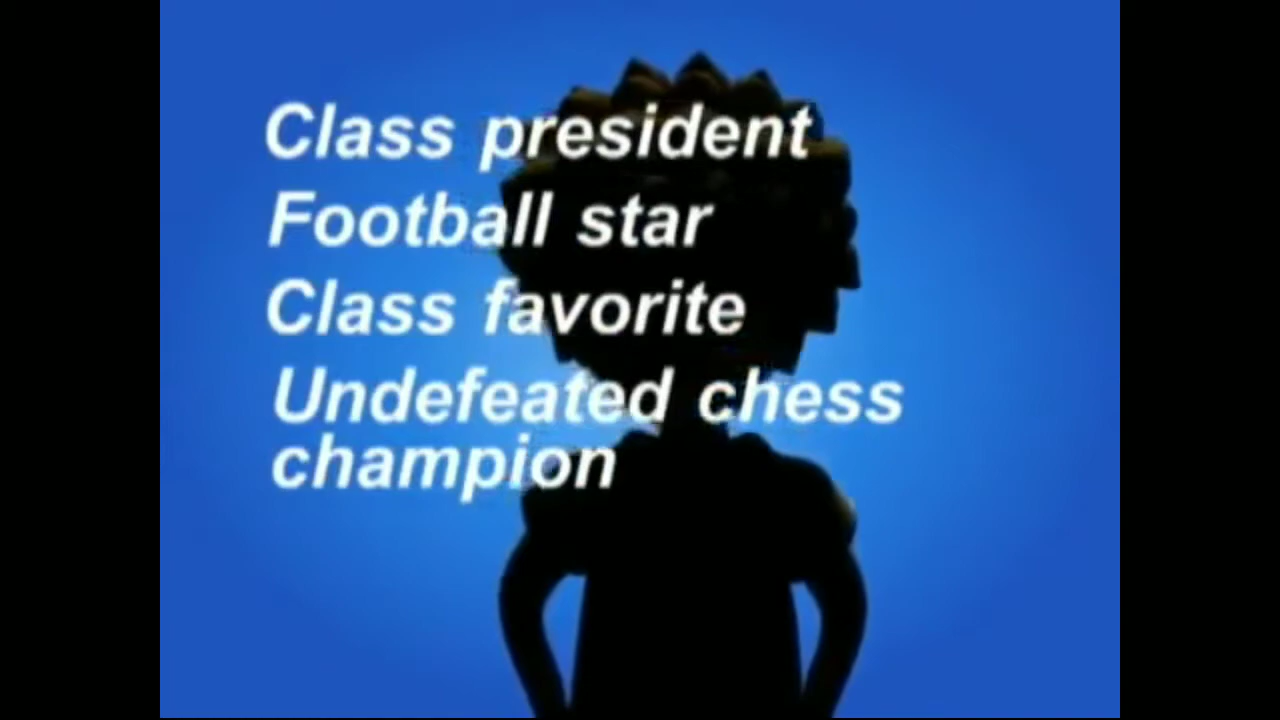 Class president
Football star
Class favorite
Undefeated chess
champion